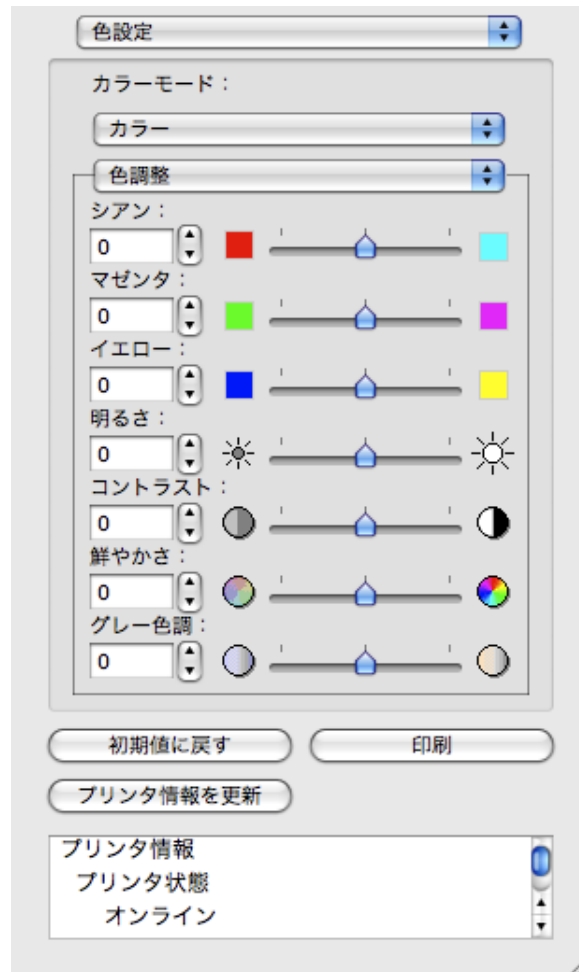 色設定
カラーモード：
カラー
色調整
シアン：
0
マゼンタ：
0
イエロー：
0
明るさ：
0
コントラスト：
0
鮮やかさ：
0
グレー色調：
0
初期値に戻す 印刷
プリンタ情報を更新
プリンタ情報
プリンタ状態
オンライン